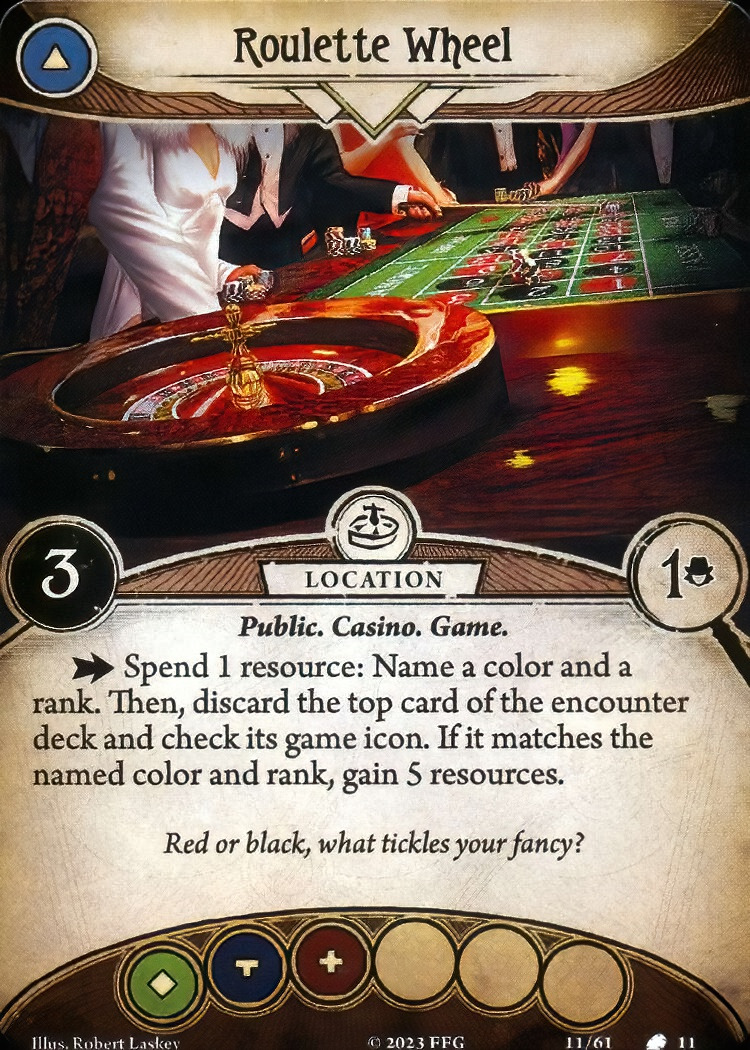 Roulette Wheel
3
LOCATION
1
Public. Casino. Game.
Spend 1 resource: Name a color and a
rank. Then, discard the top card of the encounter
deck and check its game icon. If it matches the
named color and rank, gain 5 resources.
Red or black, what tickles your fancy?
Illus. Robert Laskey
© 2023 FFG
11/61
11